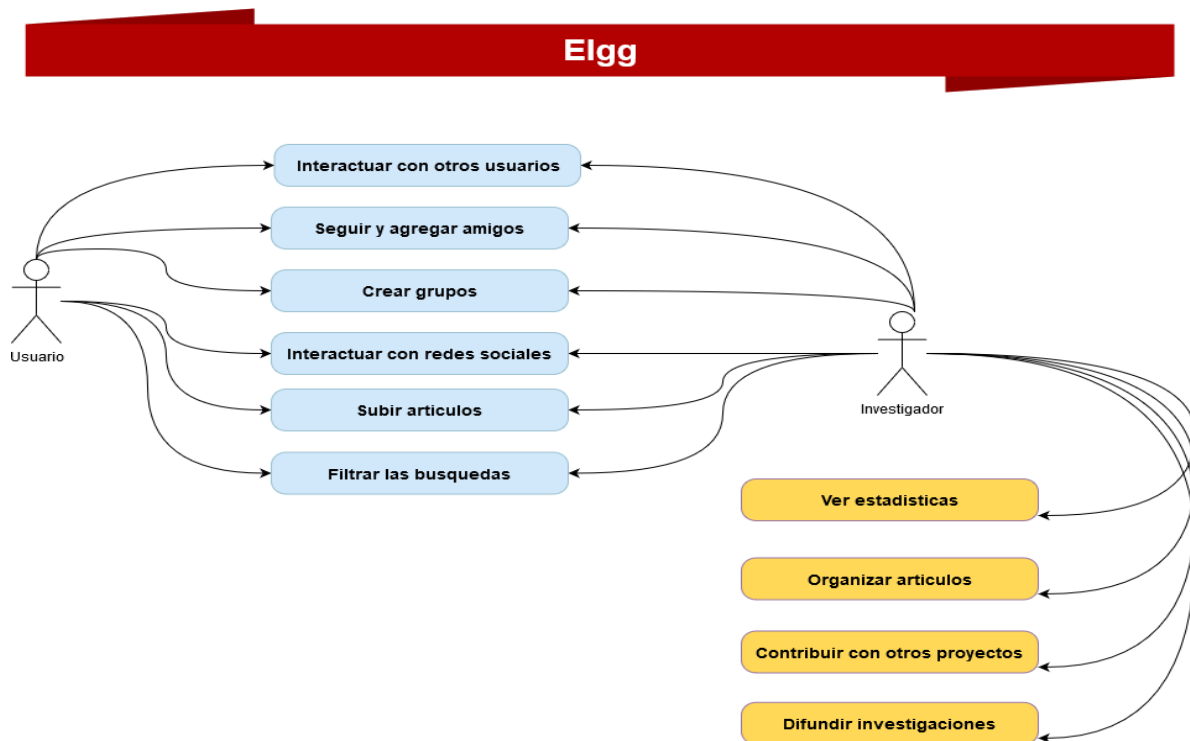 Elgg
Interactuar con otros usuarios
Seguir y agregar amigos
Crear grupos
Usuario
Interactuar con redes sociales
Subir articulos
Investigador
Filtrar las busquedas
Ver estadisticas
Organizar articulos
Contribuir con otros proyectos
Difundir investigaciones